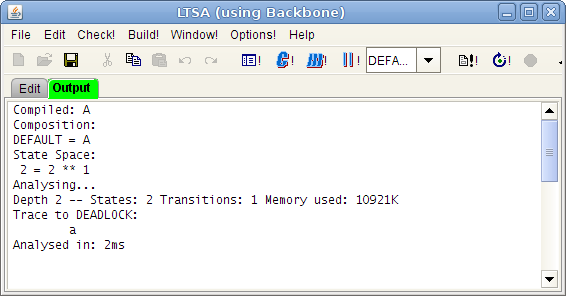 LTSA (using Backbone)
File Edit Check! Build! Window! Options! Help
DEFA...
Edit Output
Compiled: A
Composition:
DEFAULT = A
State Space:
 2 = 2 ** 1
Analysing...
Depth 2 -- States: 2 Transitions: 1 Memory used: 10921K
Trace to DEADLOCK:
        a
Analysed in: 2ms